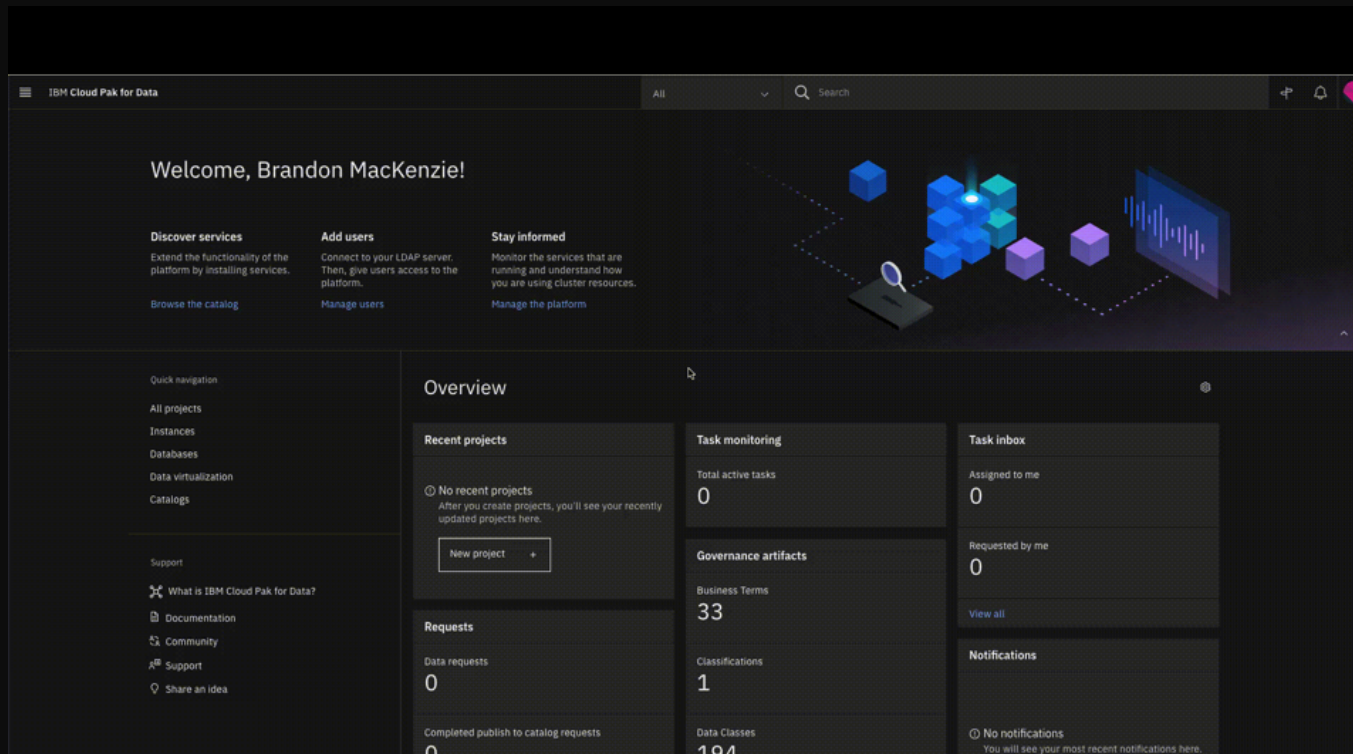 IBM Cloud Pak for Data
All
Search
Welcome, Brandon MacKenzie!
Discover services
Extend the functionality of the
platform by installing services.
Browse the catalog
Add users
Connect to your LDAP server.
Then, give users access to the
platform.
Manage users
Stay informed
Monitor the services that are
running and understand how
you are using cluster resources.
Manage the platform
Quick navigation
All projects
Instances
Databases
Data virtualization
Catalogs
Support
What is IBM Cloud Pak for Data?
Documentation
Community
Support
Share an idea
Overview
Recent projects
No recent projects
After you create projects, you'll see your recently
updated projects here.
New project +
Requests
Data requests
0
Completed publish to catalog requests
0
Task monitoring
Total active tasks
0
Governance artifacts
Business Terms
33
Classifications
1
Data Classes
194
Task inbox
Assigned to me
0
Requested by me
0
View all
Notifications
No notifications
You will see your most recent notifications here.